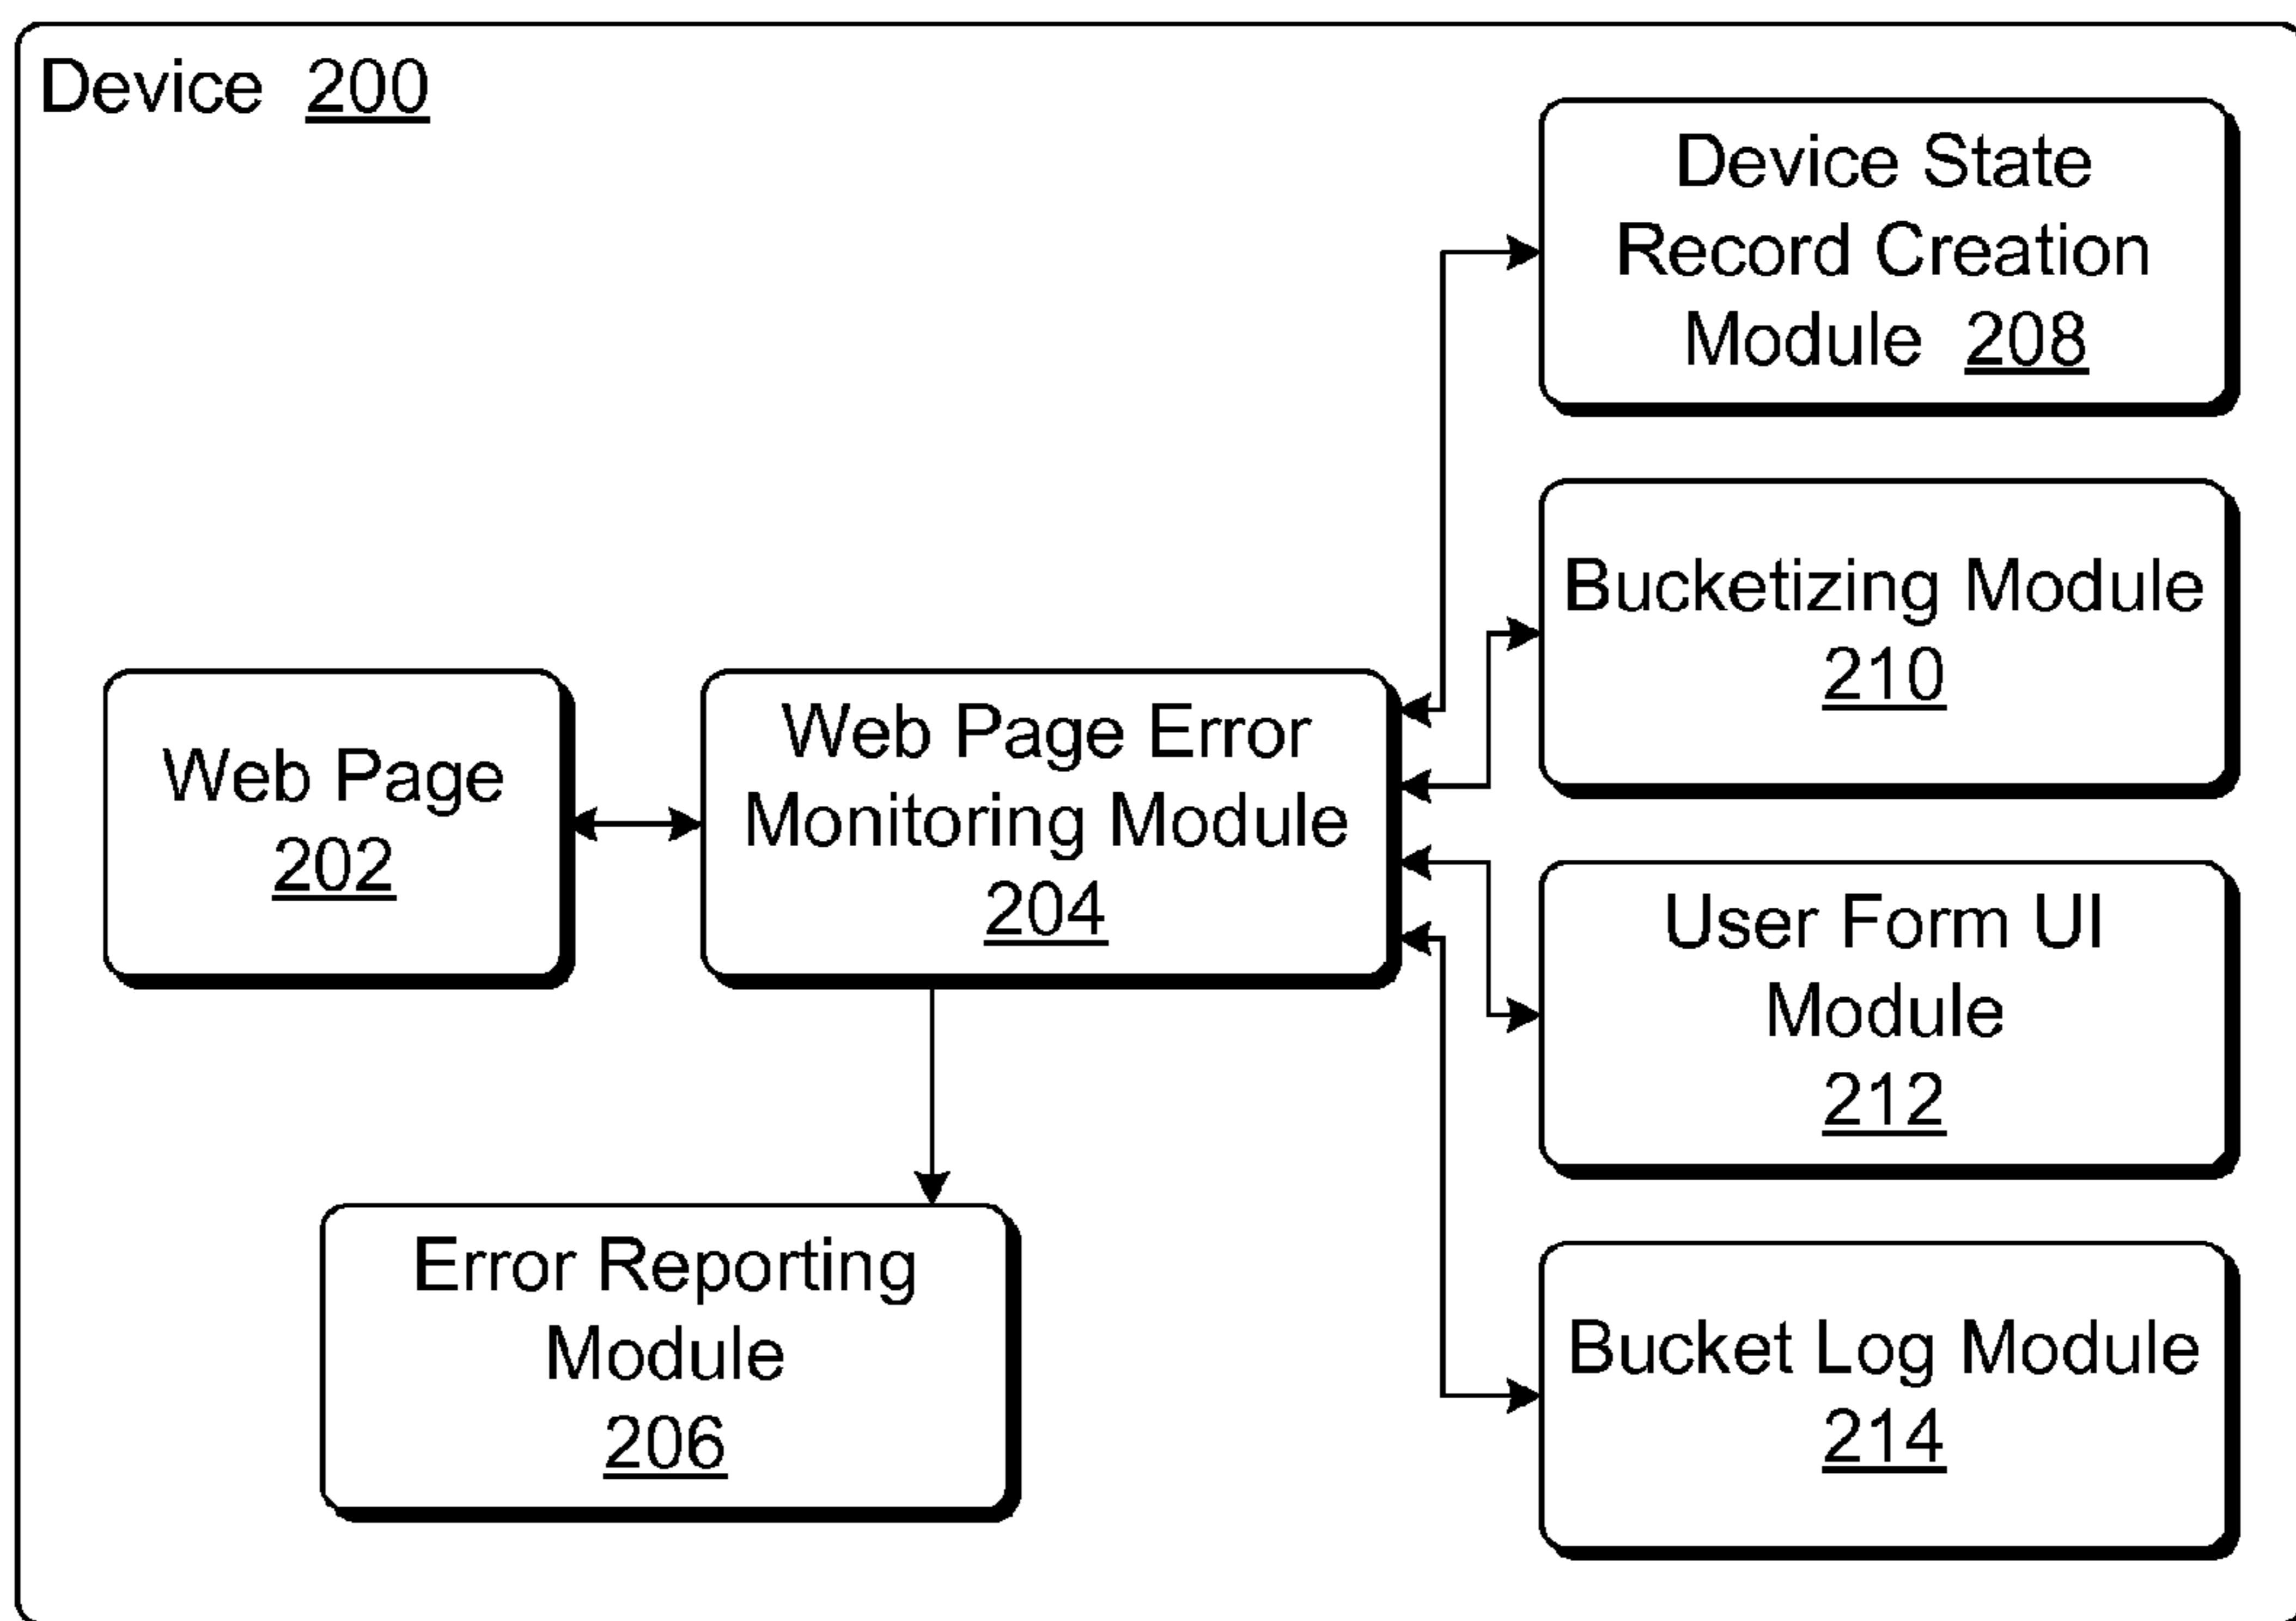 Device 200
Device State
Record Creation
Module 208
Bucketizing Module
210
Web Page
202
Web Page Error
Monitoring Module
204
User Form UI
Module
212
Error Reporting
Module
206
Bucket Log Module
214